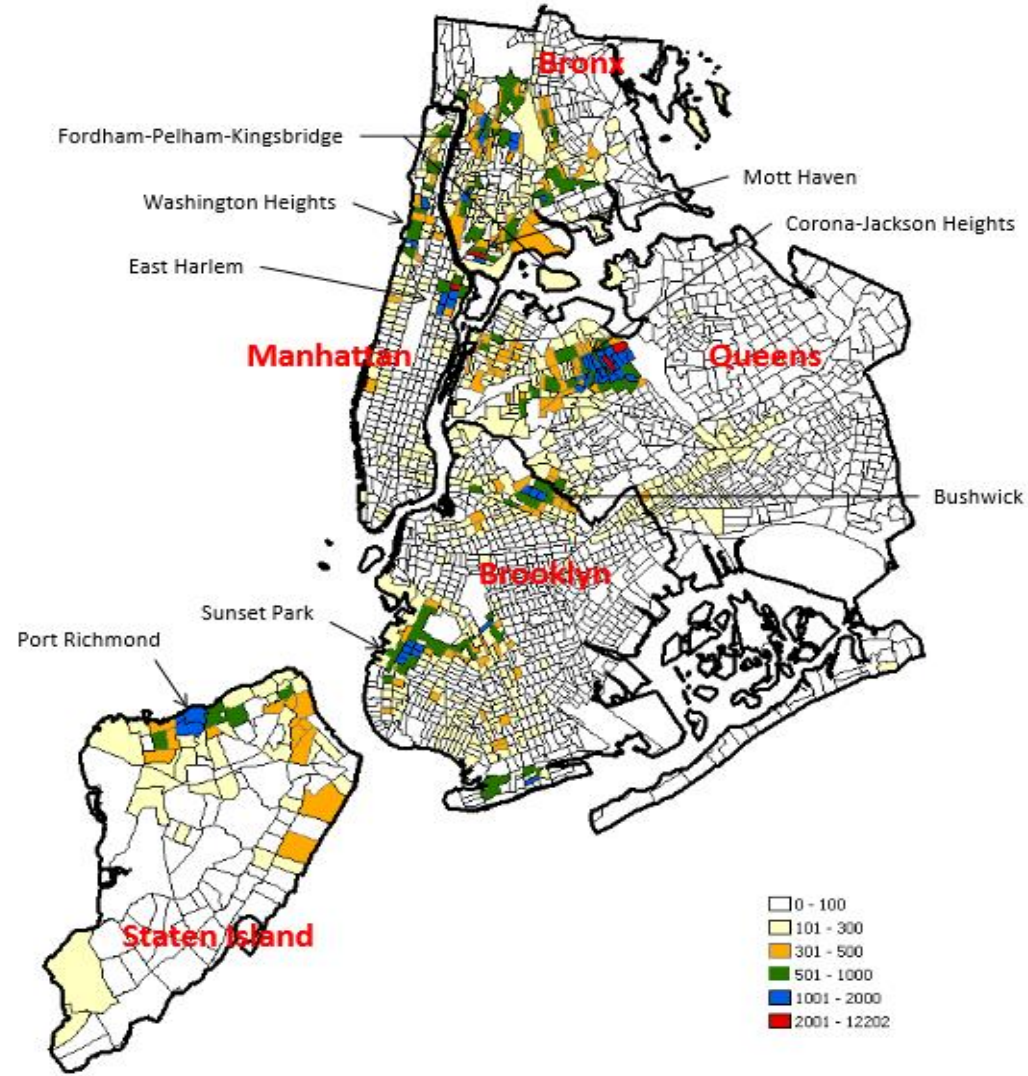 Bronx
Fordham-Pelham-Kingsbridge
Mott Haven
Washington Heights
Corona-Jackson Heights
East Harlem
Manhattan
Queens
Bushwick
Brooklyn
Sunset Park
Port Richmond
Staten Island
0 - 100
101 - 300
301 - 500
501 - 1000
1001 - 2000
2001 - 12202